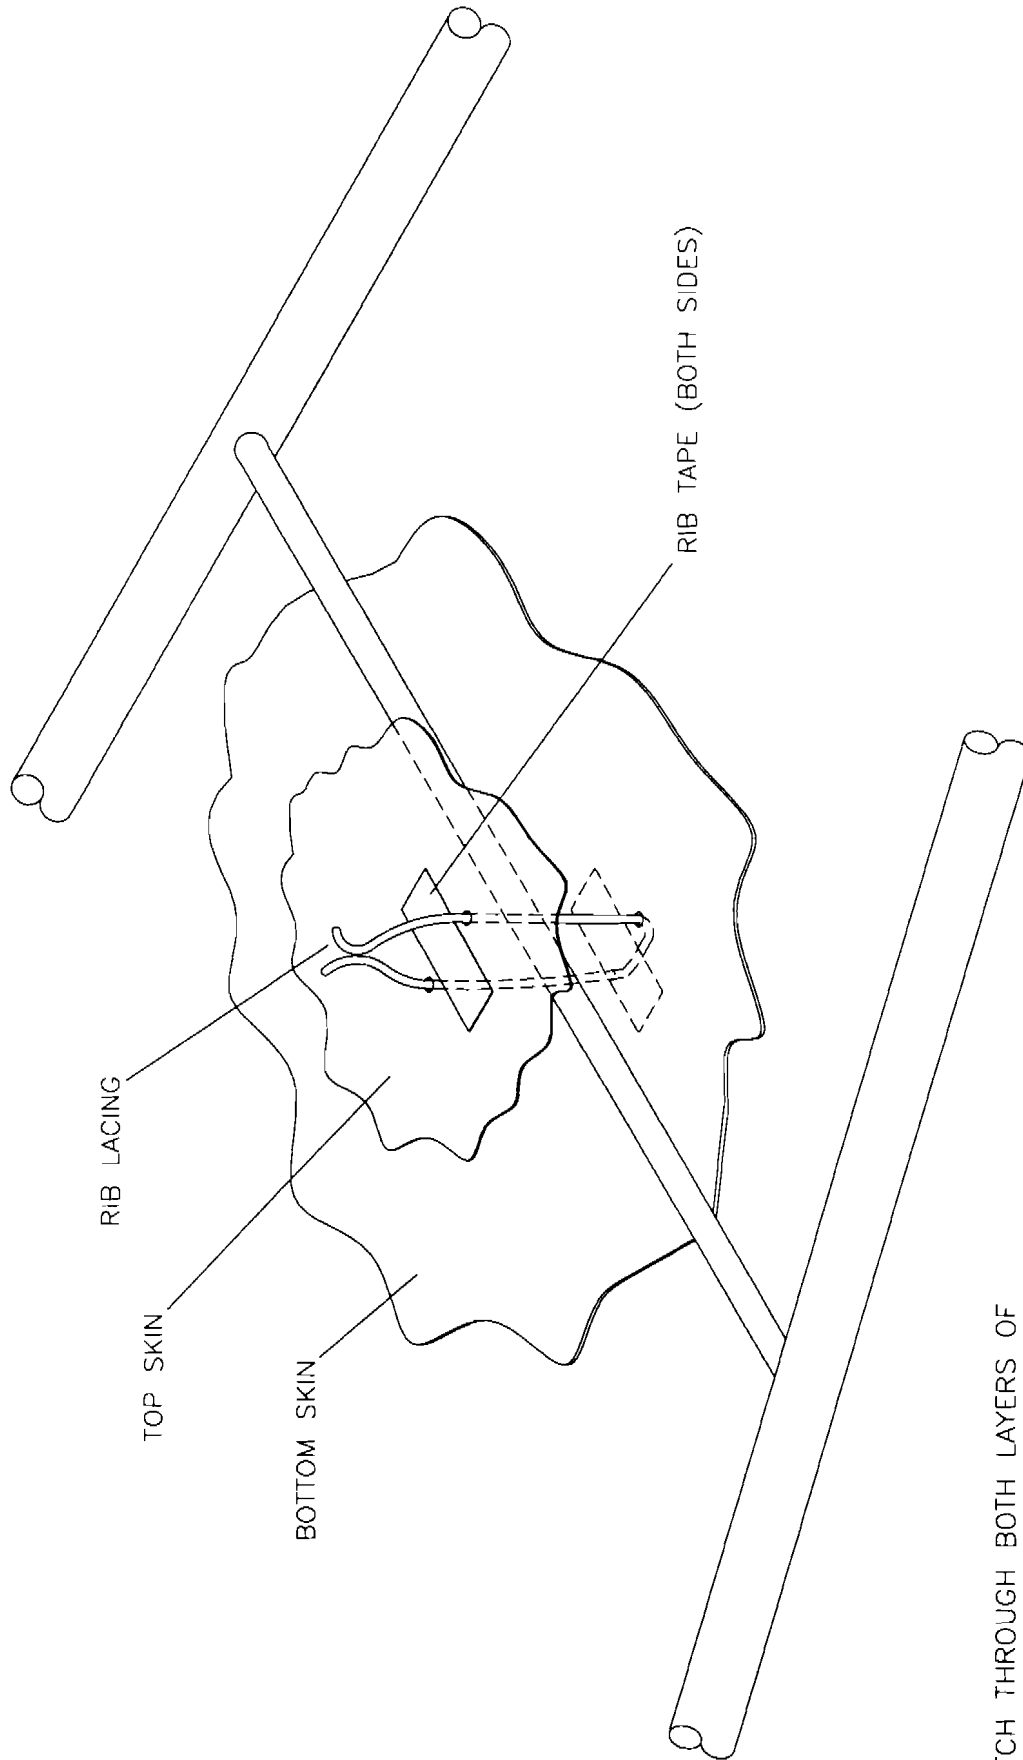 RIB LACING
TOP SKIN
BOTTOM SKIN
RIB TAPE (BOTH SIDES)
THROUGH BOTH LAYERS OF